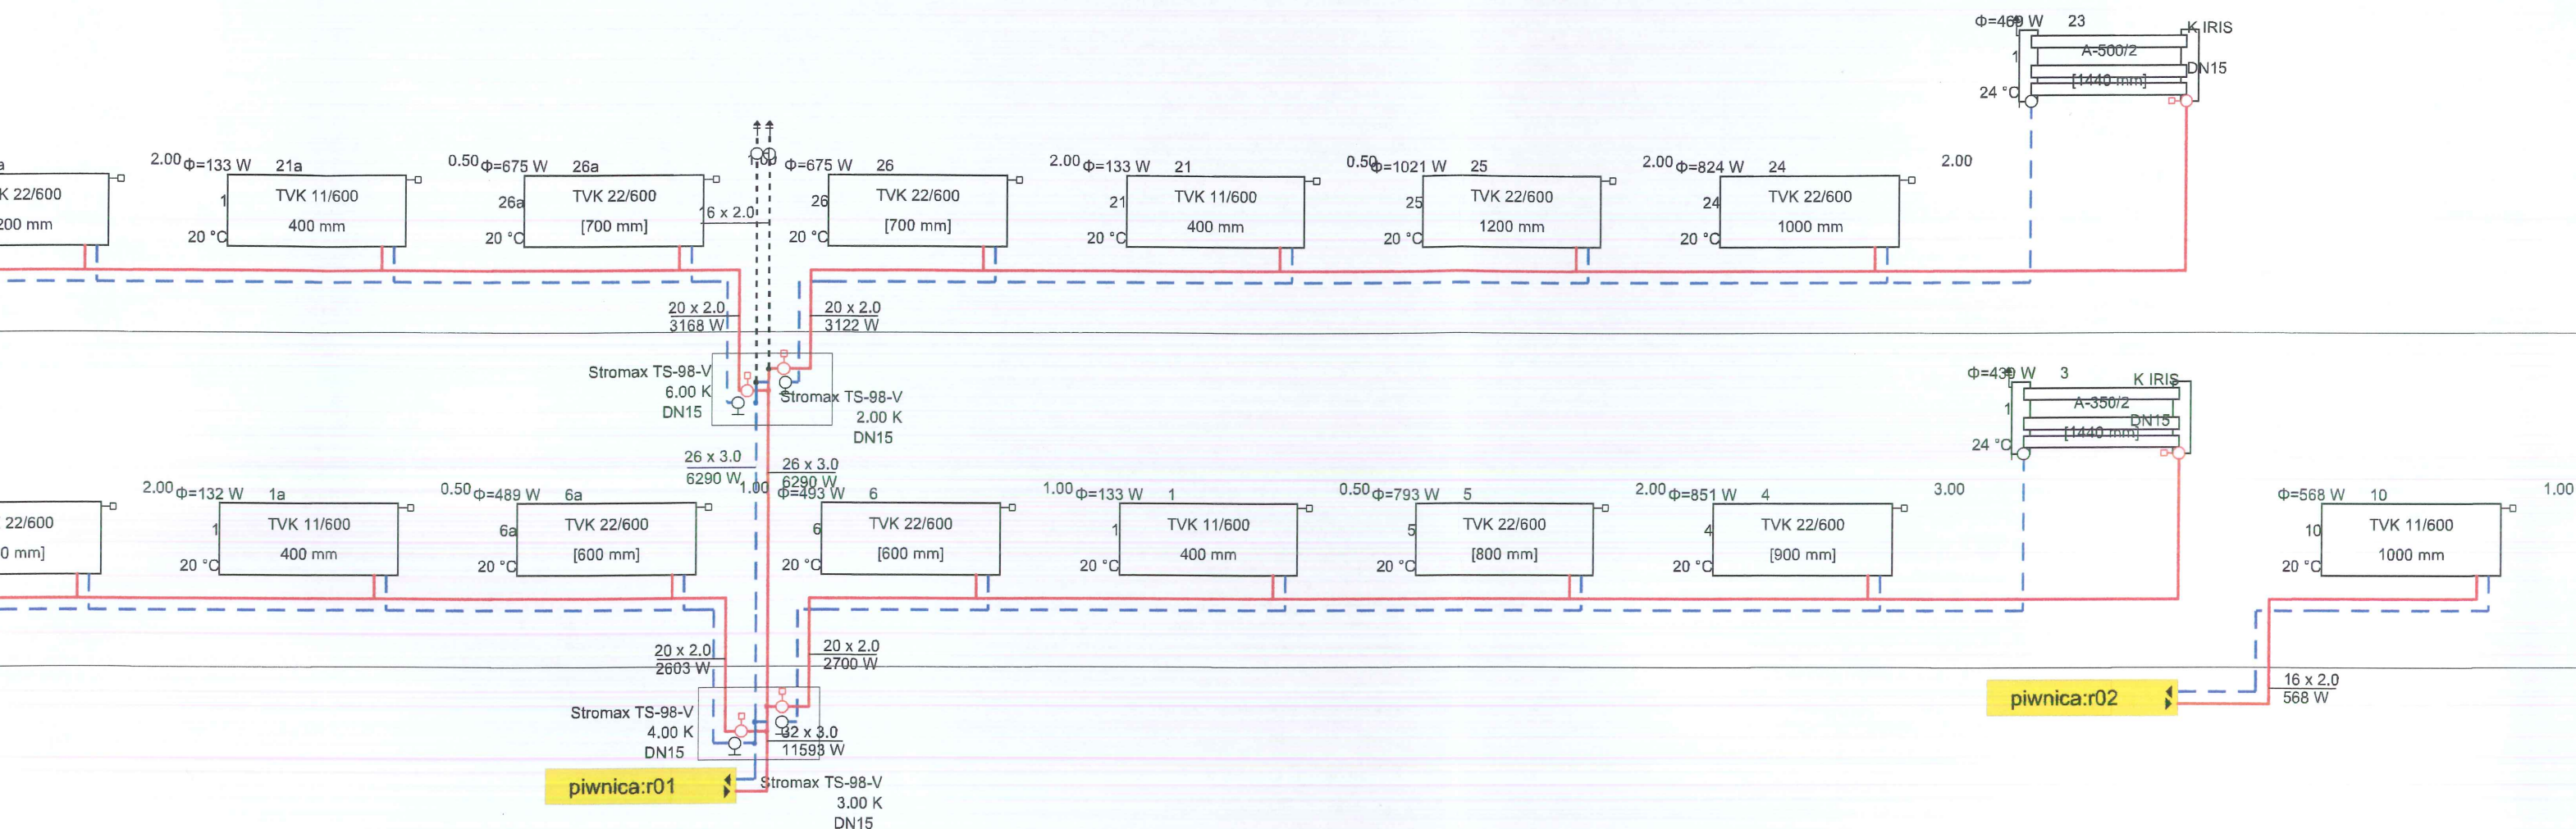 Φ=469 W 23
K IRIS
1
A-500/2
DN15
[1440 mm]
24 °C
a
K 22/600
200 mm
2.00
Φ=133 W 21a
1
TVK 11/600
400 mm
20 °C
0.50
Φ=675 W 26a
26a
TVK 22/600
[700 mm]
20 °C
1.00
16 x 2.0
Φ=675 W 26
26
TVK 22/600
[700 mm]
20 °C
2.00
Φ=133 W 21
21
TVK 11/600
400 mm
20 °C
0.50
Φ=1021 W 25
25
TVK 22/600
1200 mm
20 °C
2.00
Φ=824 W 24
24
TVK 22/600
1000 mm
20 °C
2.00
20 x 2.0
3168 W
20 x 2.0
3122 W
Stromax TS-98-V
6.00 K
DN15
Stromax TS-98-V
2.00 K
DN15
Φ=439 W 3
K IRIS
1
A-350/2
DN15
[1440 mm]
24 °C
26 x 3.0
6290 W
26 x 3.0
6290 W
22/600
0 mm]
2.00
Φ=132 W 1a
1
TVK 11/600
400 mm
20 °C
0.50
Φ=489 W 6a
6a
TVK 22/600
[600 mm]
20 °C
1.00
Φ=493 W 6
6
TVK 22/600
[600 mm]
20 °C
1.00
Φ=133 W 1
1
TVK 11/600
400 mm
20 °C
0.50
Φ=793 W 5
5
TVK 22/600
[800 mm]
20 °C
2.00
Φ=851 W 4
4
TVK 22/600
[900 mm]
20 °C
3.00
Φ=568 W 10
10
TVK 11/600
1000 mm
20 °C
1.00
20 x 2.0
2603 W
20 x 2.0
2700 W
Stromax TS-98-V
4.00 K
DN15
32 x 3.0
11593 W
piwnica:r01
Stromax TS-98-V
3.00 K
DN15
piwnica:r02
16 x 2.0
568 W